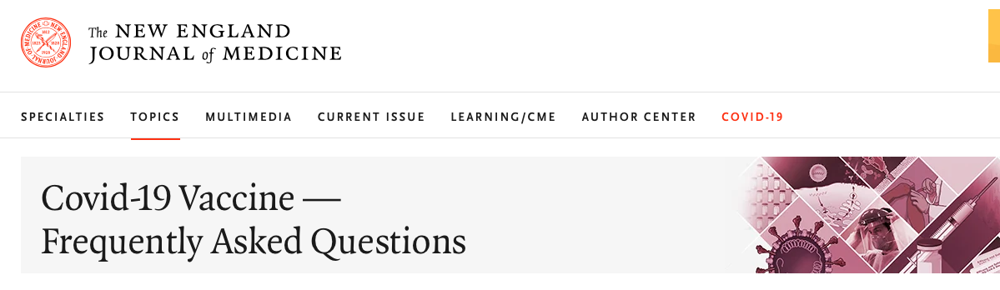 The NEW ENGLAND
JOURNAL of MEDICINE
SPECIALTIES TOPICS MULTIMEDIA CURRENT ISSUE LEARNING/CME AUTHOR CENTER COVID-19
Covid-19 Vaccine —
Frequently Asked Questions